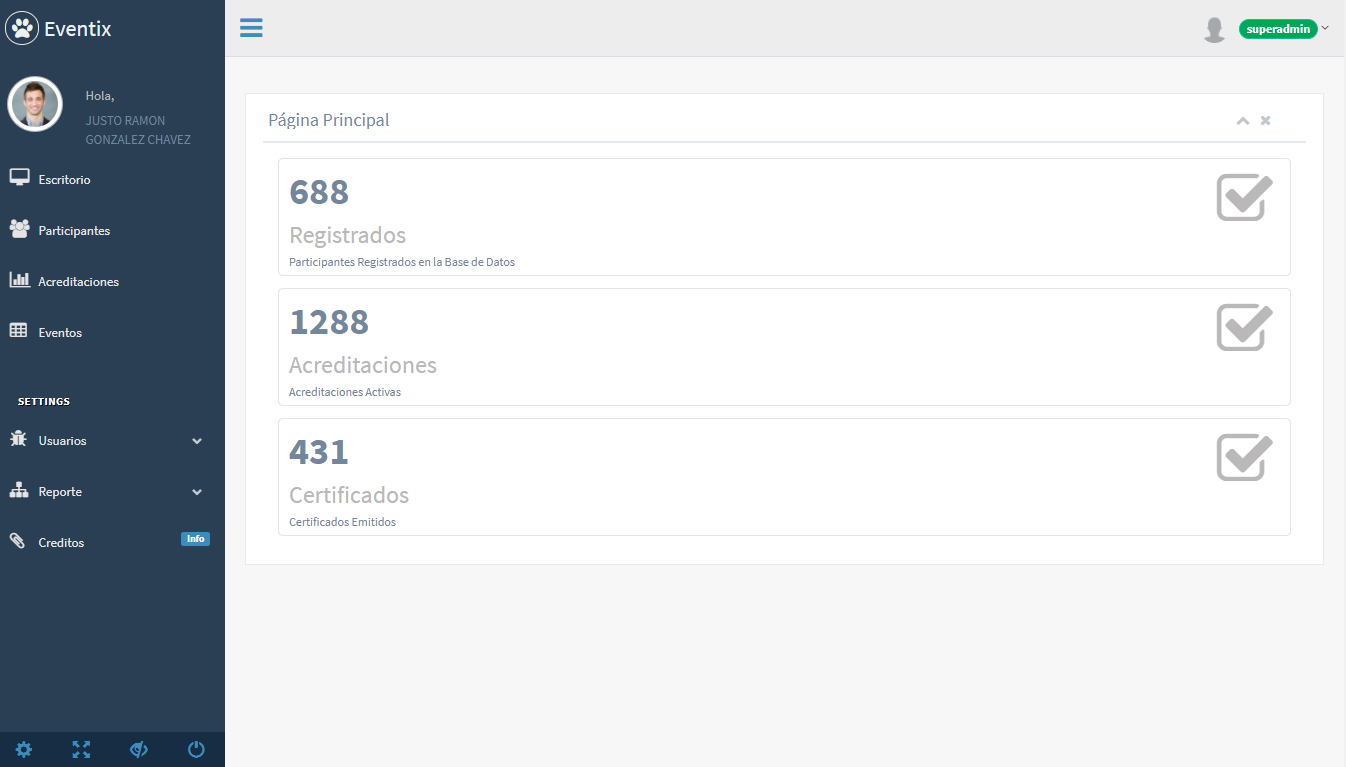 Eventix
superadmin
Hola,
JUSTO RAMON
GONZALEZ CHAVEZ
Escritorio
Participantes
Acreditaciones
Eventos
SETTINGS
Usuarios
Reporte
Creditos
Info
Página Principal
688
Registrados
Participantes Registrados en la Base de Datos
1288
Acreditaciones
Acreditaciones Activas
431
Certificados
Certificados Emitidos